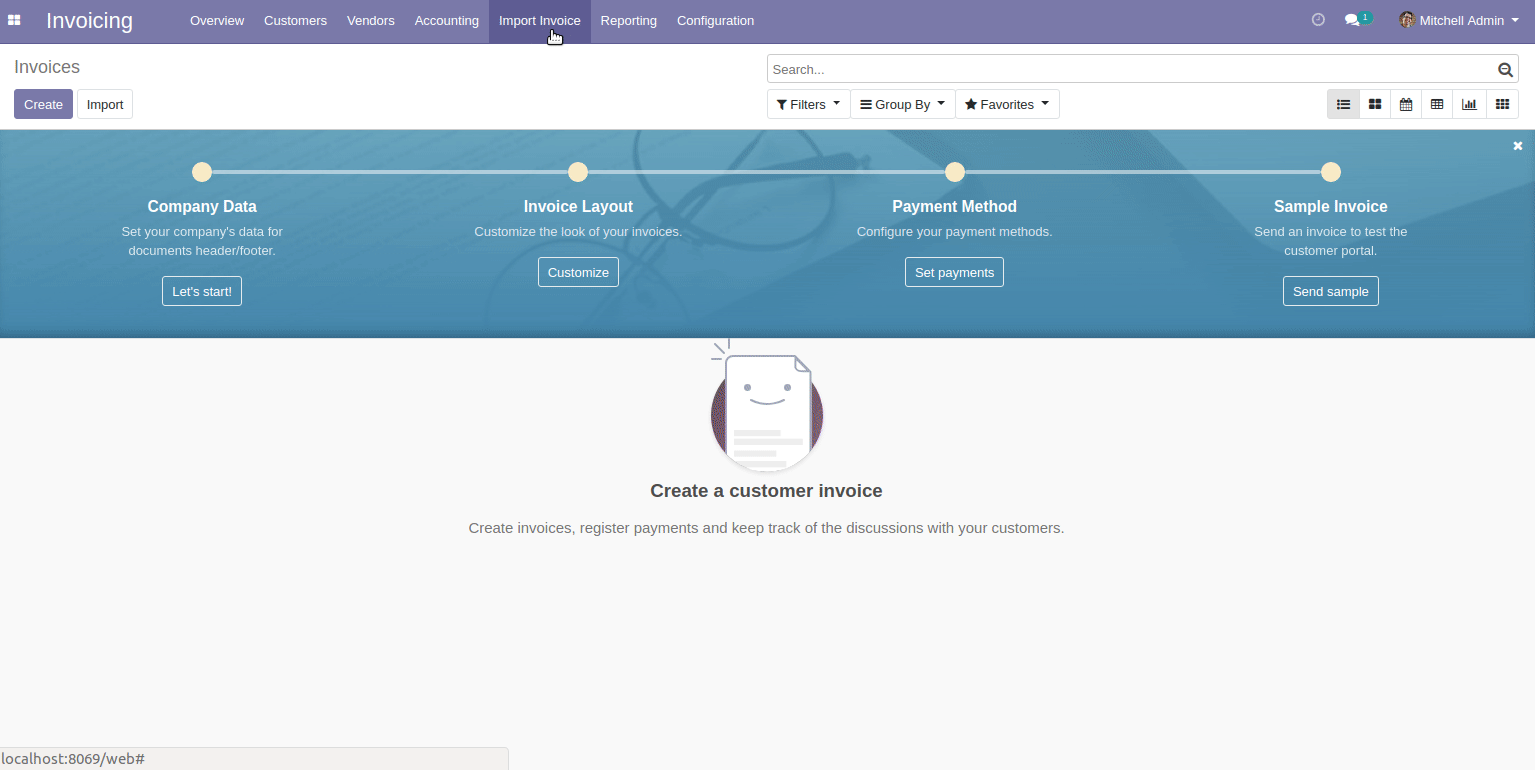 Invoicing
Overview Customers Vendors Accounting Import Invoice Reporting Configuration 1 Mitchell Admin
Invoices
Search...
Create Import
Filters Group By Favorites
Company Data
Set your company's data for
documents header/footer.
Let's start!
Invoice Layout
Customize the look of your invoices.
Customize
Payment Method
Configure your payment methods.
Set payments
Sample Invoice
Send an invoice to test the
customer portal.
Send sample
Create a customer invoice
Create invoices, register payments and keep track of the discussions with your customers.
localhost:8069/web#